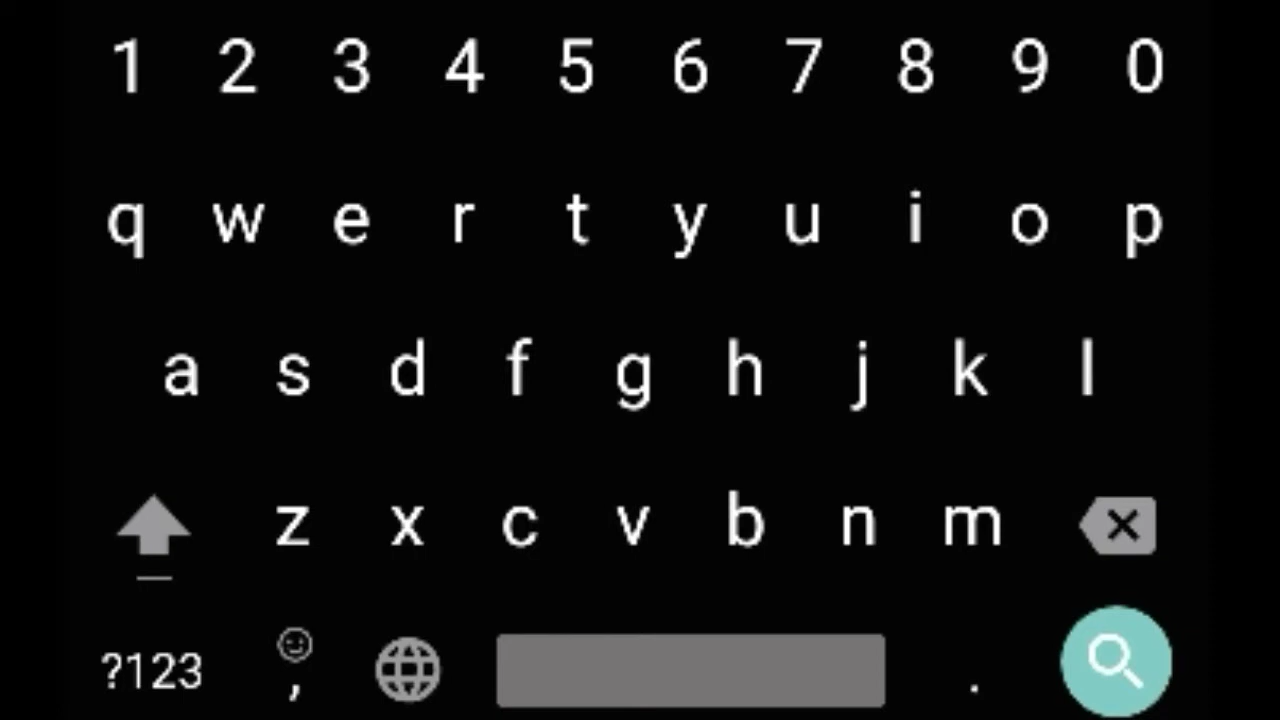 1 2 3 4 5 6 7 8 9 0
q w e r t y u i o p
a s d f g h j k l
z x c v b n m
?123 , .